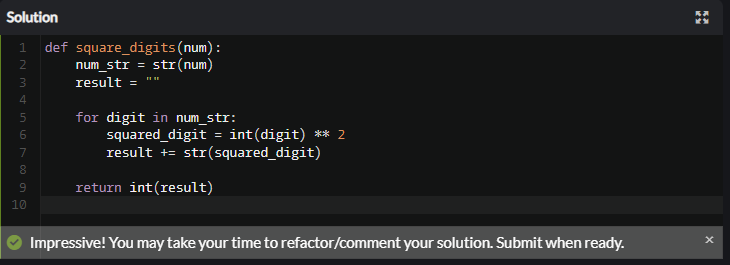 Solution
1 def square_digits(num):
2     num_str = str(num)
3     result = ""
4
5     for digit in num_str:
6         squared_digit = int(digit) ** 2
7         result += str(squared_digit)
8
9     return int(result)
10
Impressive! You may take your time to refactor/comment your solution. Submit when ready.